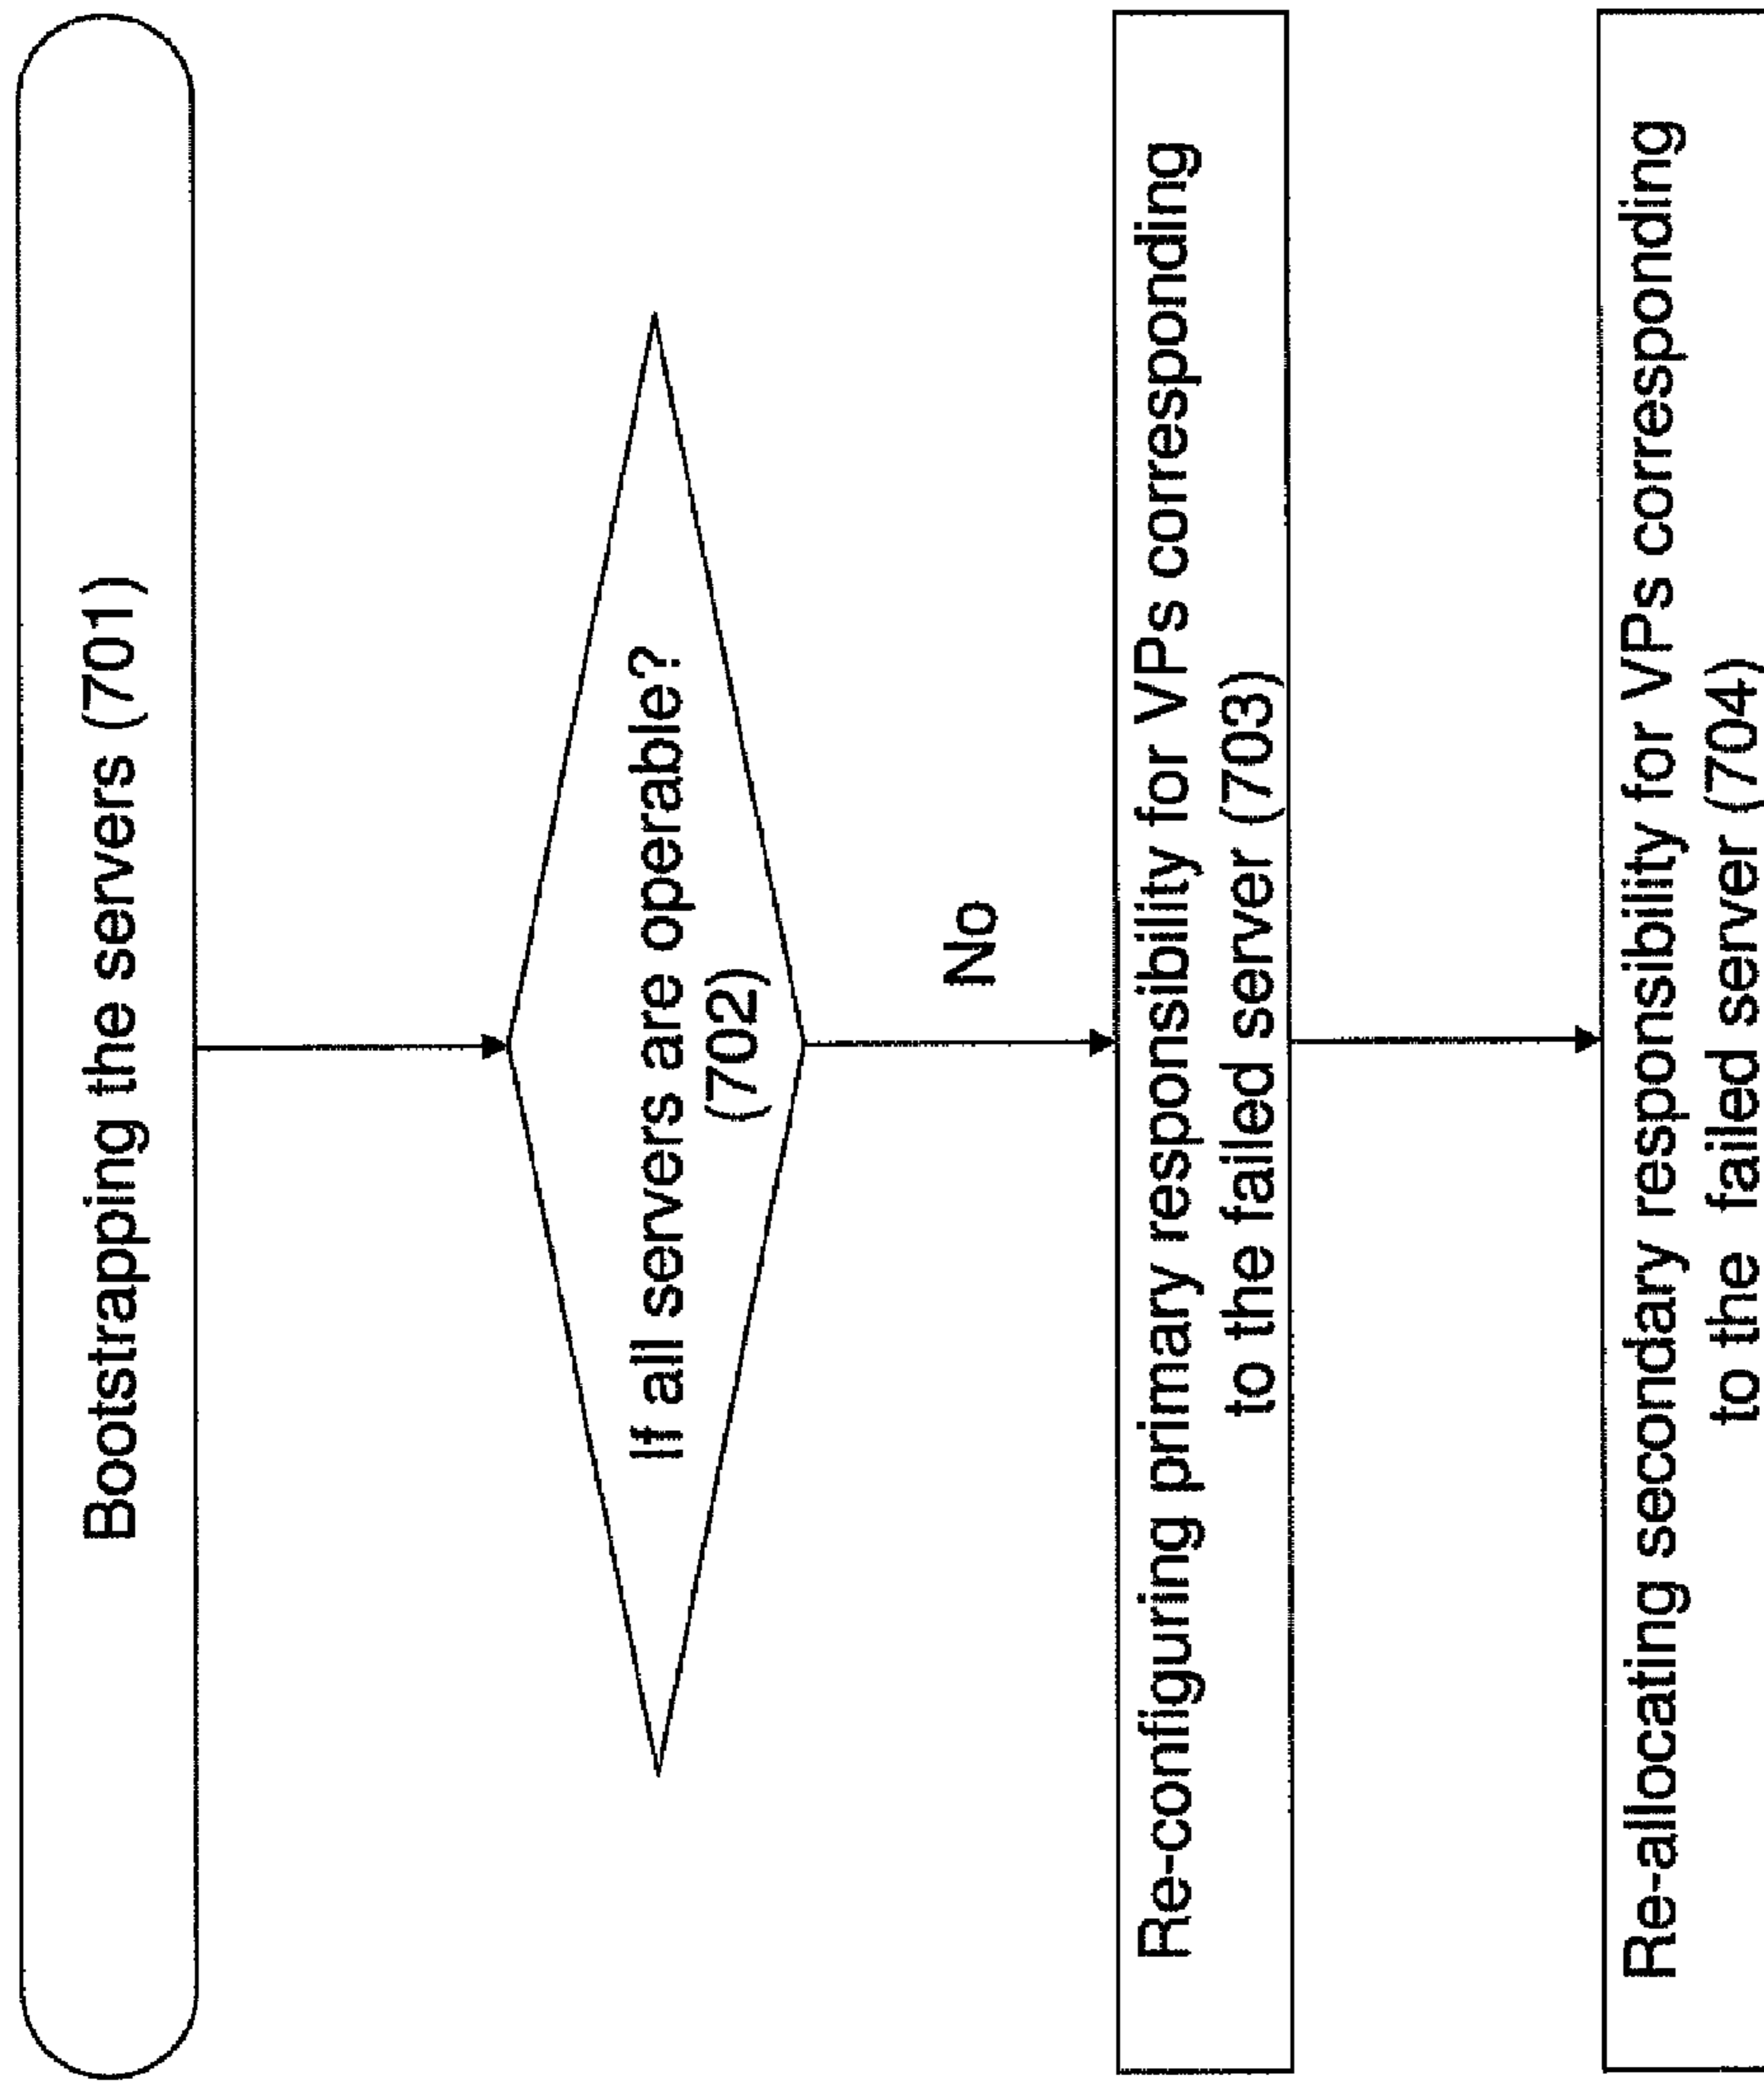 Bootstrapping the servers (701)
If all servers are operable?
(702)
No
Re-configuring primary responsibility for VPs corresponding
to the failed server (703)
Re-allocating secondary responsibility for VPs corresponding
to the failed server (704)